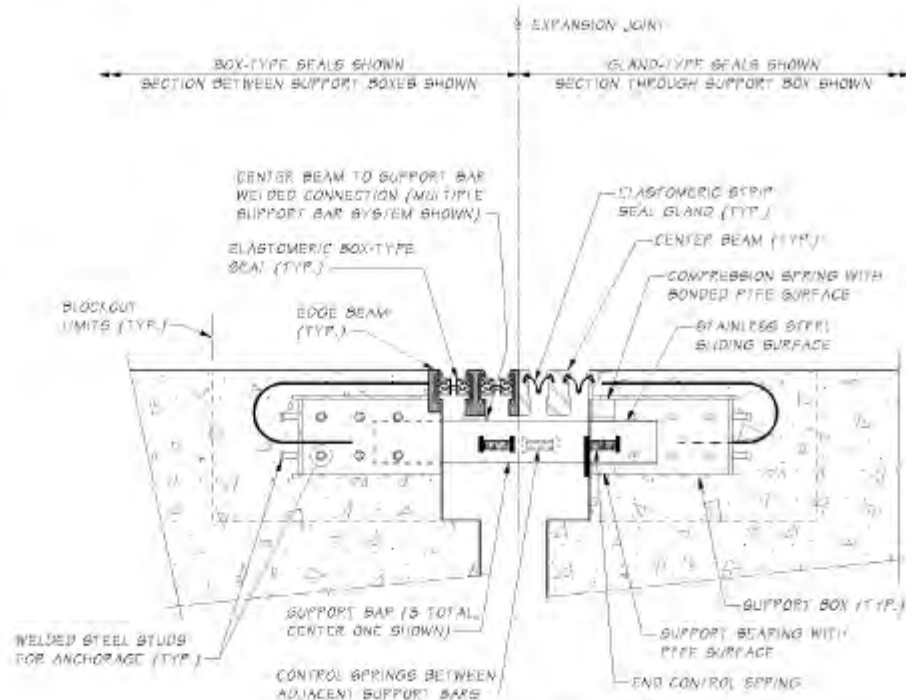 EXPANSION JOINT
BOX-TYPE SEALS SHOWN
SECTION BETWEEN SUPPORT BOXES SHOWN
GLAND-TYPE SEALS SHOWN
SECTION THROUGH SUPPORT BOX SHOWN
CENTER BEAM TO SUPPORT BAR
WELDED CONNECTION (MULTIPLE
SUPPORT BAR SYSTEM SHOWN)
ELASTOMERIC STRIP
SEAL GLAND (TYP.)
CENTER BEAM (TYP.)
ELASTOMERIC BOX-TYPE
SEAL (TYP.)
COMPRESSION SPRING WITH
BONDED PTFE SURFACE
BLOCKOUT
LIMITS (TYP.)
EDGE BEAM
(TYP.)
STAINLESS STEEL
SLIDING SURFACE
SUPPORT BAR (3 TOTAL,
CENTER ONE SHOWN)
SUPPORT BOX (TYP.)
WELDED STEEL STUDS
FOR ANCHORAGE (TYP.)
SUPPORT BEARING WITH
PTFE SURFACE
CONTROL SPRINGS BETWEEN
ADJACENT SUPPORT BARS
END CONTROL SPRING